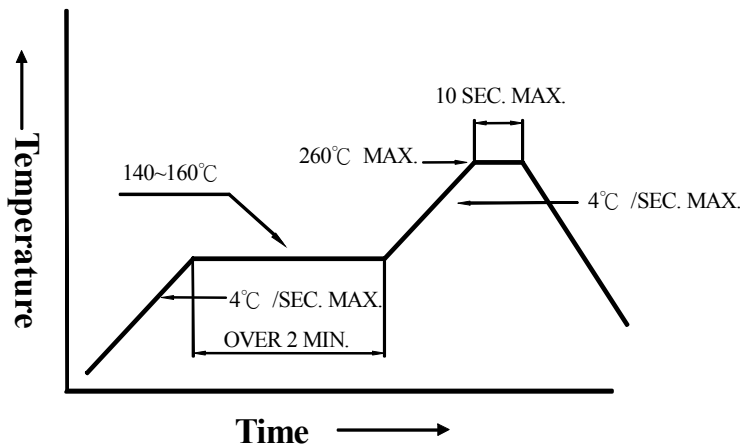 10 SEC. MAX.
260℃ MAX.
140~160℃
4℃ /SEC. MAX.
4℃ /SEC. MAX.
OVER 2 MIN.
Temperature
Time